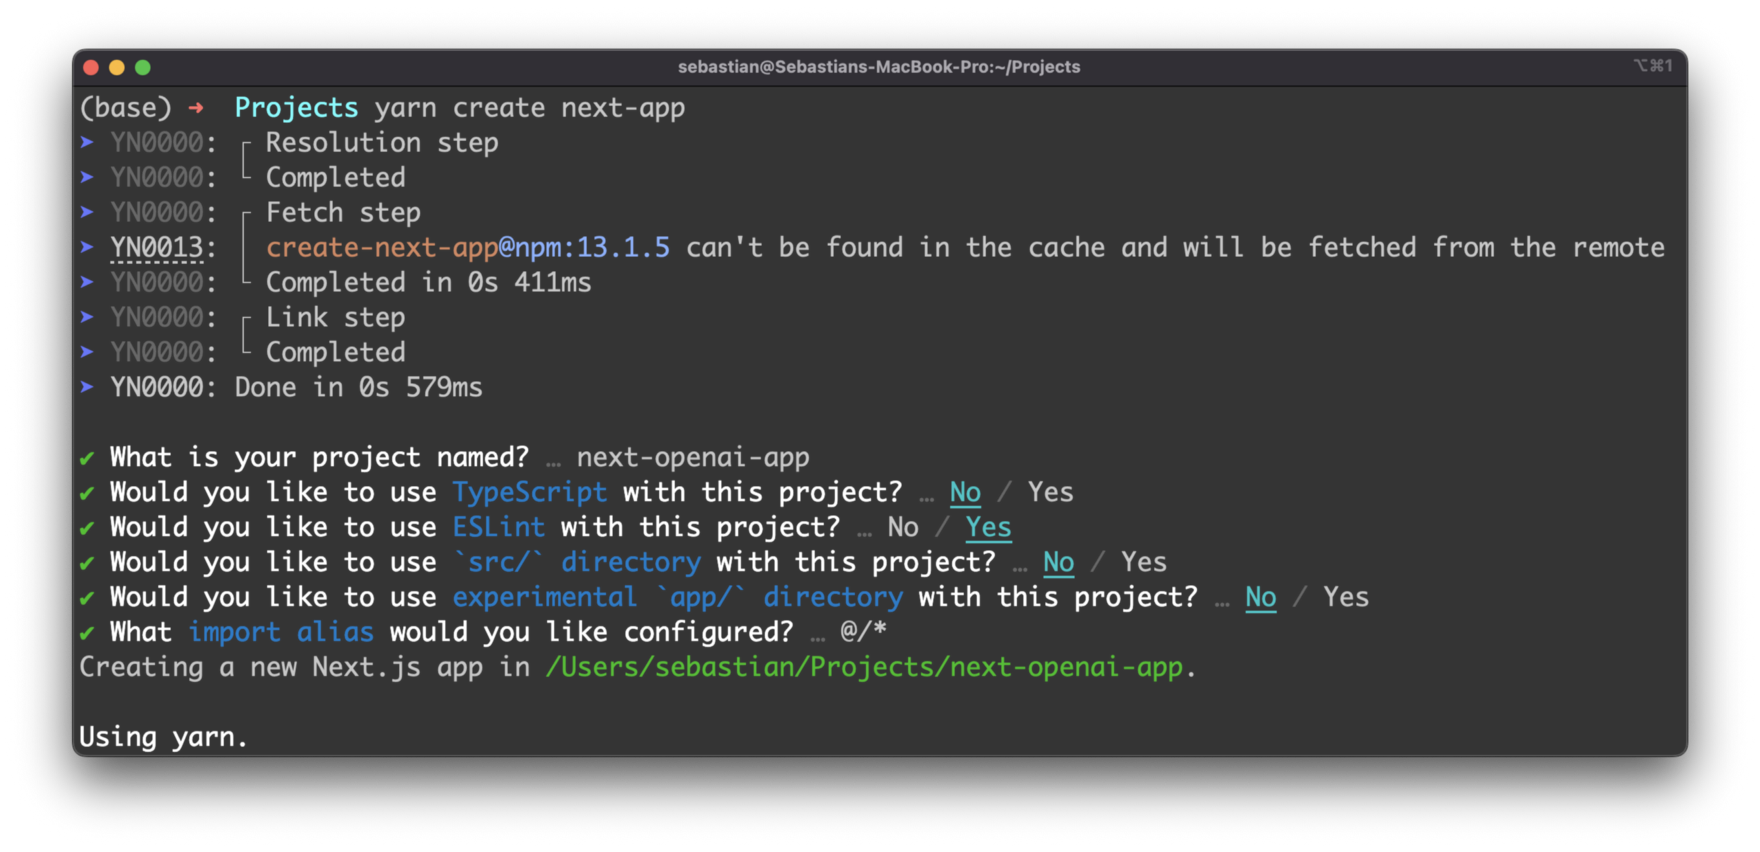 sebastian@Sebastians-MacBook-Pro:~/Projects
⌥⌘1
(base) ➜ Projects yarn create next-app
➤ YN0000: ┌ Resolution step
➤ YN0000: └ Completed
➤ YN0000: ┌ Fetch step
➤ YN0013: │ create-next-app@npm:13.1.5 can't be found in the cache and will be fetched from the remote
➤ YN0000: └ Completed in 0s 411ms
➤ YN0000: ┌ Link step
➤ YN0000: └ Completed
➤ YN0000: Done in 0s 579ms
✔ What is your project named? … next-openai-app
✔ Would you like to use TypeScript with this project? … No / Yes
✔ Would you like to use ESLint with this project? … No / Yes
✔ Would you like to use `src/` directory with this project? … No / Yes
✔ Would you like to use experimental `app/` directory with this project? … No / Yes
✔ What import alias would you like configured? … @/*
Creating a new Next.js app in /Users/sebastian/Projects/next-openai-app.
Using yarn.